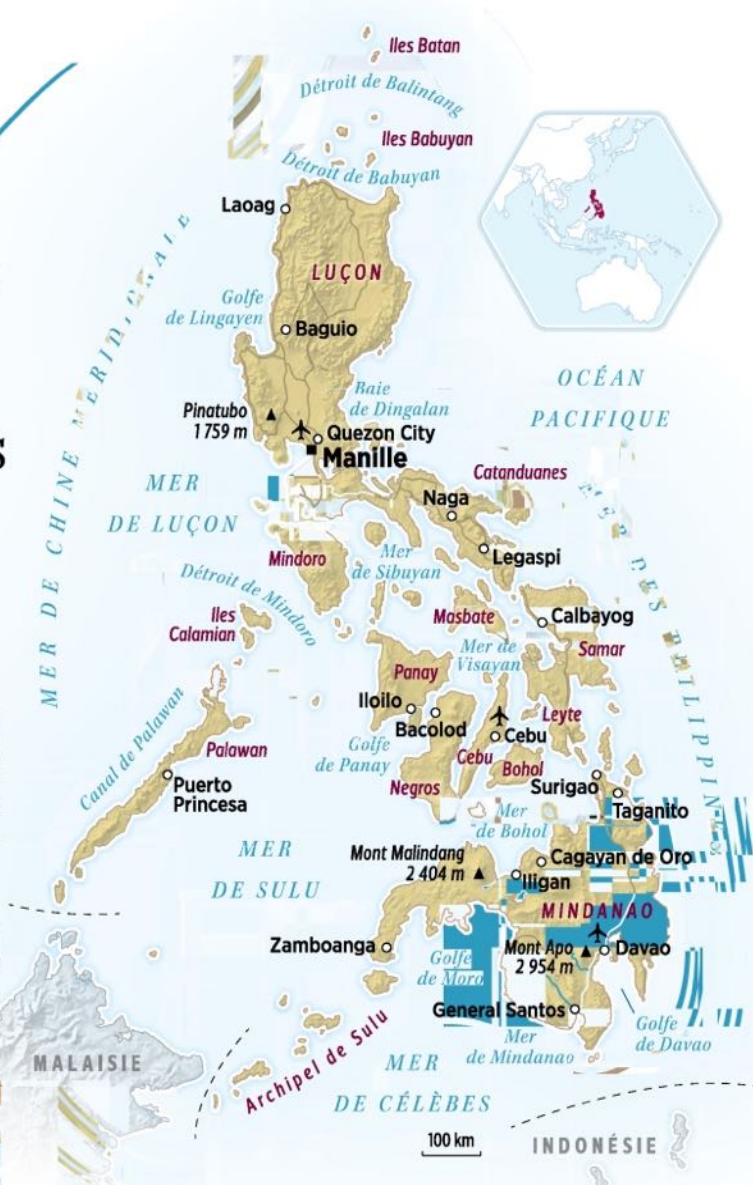 Iles Batan
Détroit de Balintang
Iles Babuyan
Détroit de Babuyan
Laoag
LUÇON
Golfe
de Lingayen
Baguio
OCÉAN
PACIFIQUE
Baie
de Dingalan
Pinatubo
1 759 m
Quezon City
Manille
S
MER
DE LUÇON
MER DE CHINE
Catanduanes
Naga
Legaspi
Mindoro
Mer
de Sibuyan
Détroit de Mindoro
Iles
Calamian
Masbate
Calbayog
Samar
Mer de
Visayan
MER DES
Panay
Iloilo
Bacolod
Cebu
Leyte
Canal de Palawan
Palawan
Golfe
de Panay
Cebu
Bohol
Negros
Puerto
Princesa
Surigao
Taganito
Mer
de Bohol
MER
DE SULU
Mont Malindang
2 404 m
Cagayan de Oro
Iligan
MINDANAO
Zamboanga
Mont Apo
2 954 m
Davao
Golfe
de Moro
General Santos
Golfe
de Davao
Mer
de Mindanao
Archipel de Sulu
MALAISIE
MER
DE CÉLÈBES
100 km
INDONÉSIE